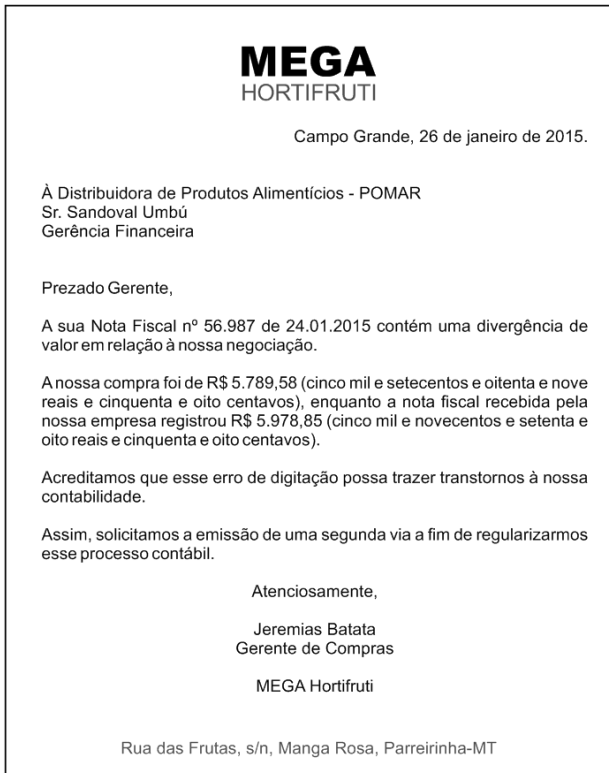 MEGA
HORTIFRUTI
Campo Grande, 26 de janeiro de 2015.
À Distribuidora de Produtos Alimentícios - POMAR
Sr. Sandoval Umbú
Gerência Financeira
Prezado Gerente,
A sua Nota Fiscal nº 56.987 de 24.01.2015 contém uma divergência de
valor em relação à nossa negociação.
A nossa compra foi de R$ 5.789,58 (cinco mil e setecentos e oitenta e nove
reais e cinquenta e oito centavos), enquanto a nota fiscal recebida pela
nossa empresa registrou R$ 5.978,85 (cinco mil e novecentos e setenta e
oito reais e cinquenta e oito centavos).
Acreditamos que esse erro de digitação possa trazer transtornos à nossa
contabilidade.
Assim, solicitamos a emissão de uma segunda via a fim de regularizarmos
esse processo contábil.
Atenciosamente,
Jeremias Batata
Gerente de Compras
MEGA Hortifruti
Rua das Frutas, s/n, Manga Rosa, Parreirinha-MT